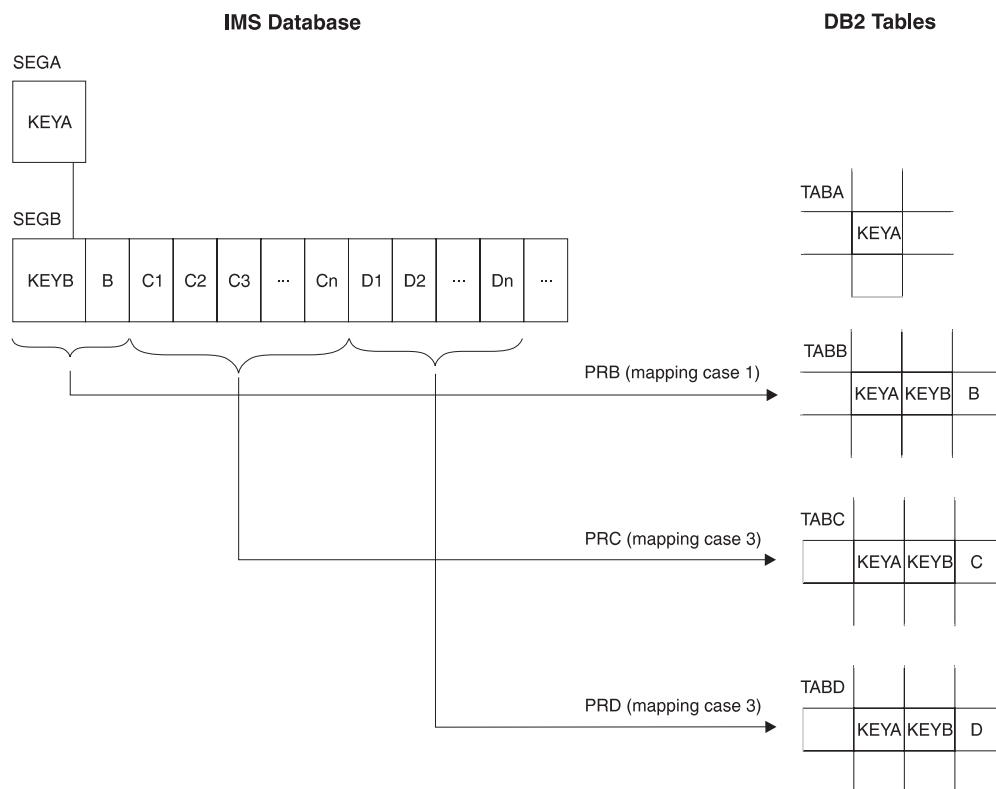 IMS Database
DB2 Tables
SEGA
KEYA
SEGB
KEYB B C1 C2 C3 ... Cn D1 D2 ... Dn ...
TABA
KEYA
PRB (mapping case 1)
TABB
KEYA KEYB B
PRC (mapping case 3)
TABC
KEYA KEYB C
PRD (mapping case 3)
TABD
KEYA KEYB D